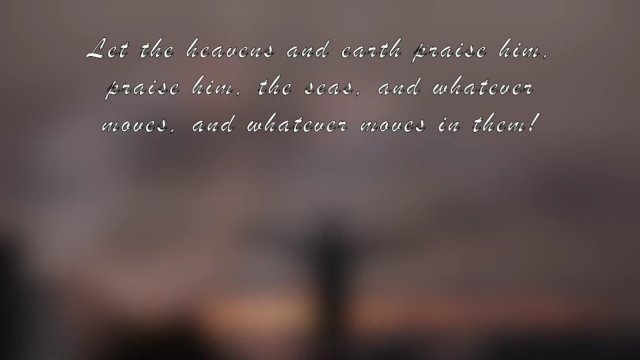 Let the heavens and earth praise him,
praise him, the seas, and whatever
moves, and whatever moves in them!